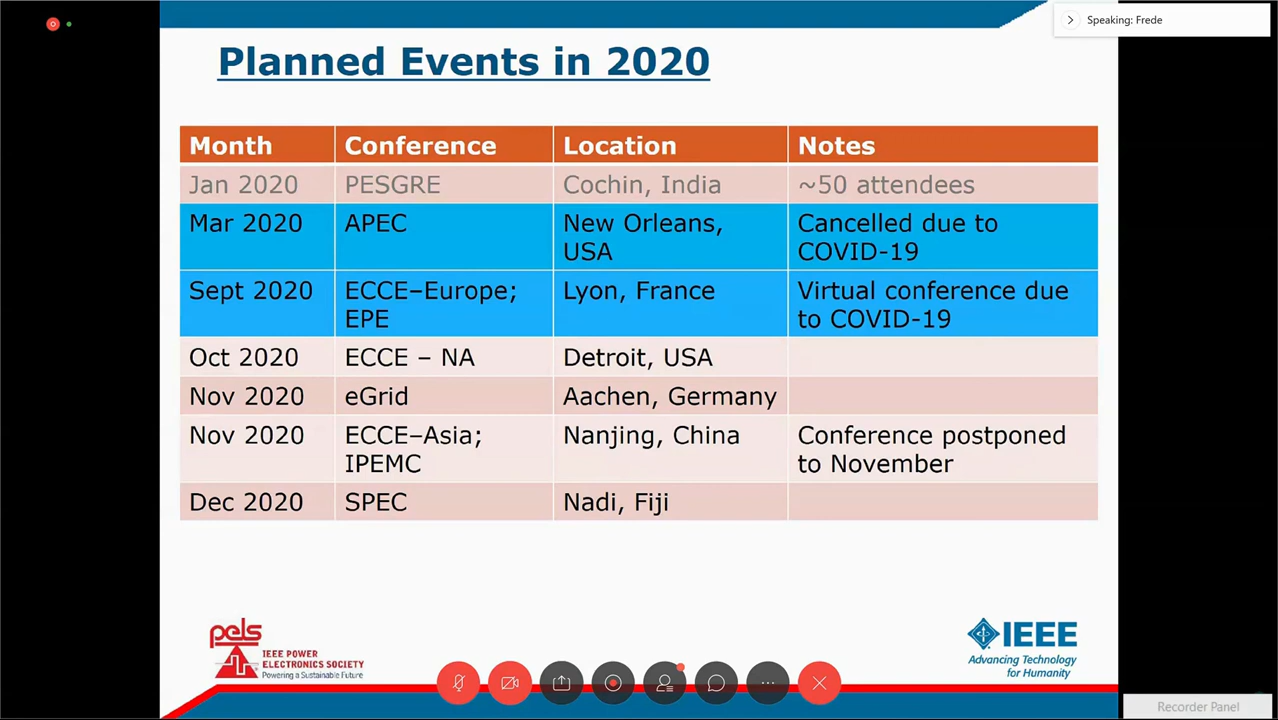 Speaking: Frede
Planned Events in 2020
Month Conference Location Notes
Jan 2020 PESGRE Cochin, India ~50 attendees
Mar 2020 APEC New Orleans, Cancelled due to
USA COVID-19
Sept 2020 ECCE–Europe; Lyon, France Virtual conference due
EPE to COVID-19
Oct 2020 ECCE – NA Detroit, USA
Nov 2020 eGrid Aachen, Germany
Nov 2020 ECCE–Asia; Nanjing, China Conference postponed
IPEMC to November
Dec 2020 SPEC Nadi, Fiji
pels
IEEE POWER
ELECTRONICS SOCIETY
Powering a Sustainable Future
IEEE
Advancing Technology
for Humanity
Recorder Panel